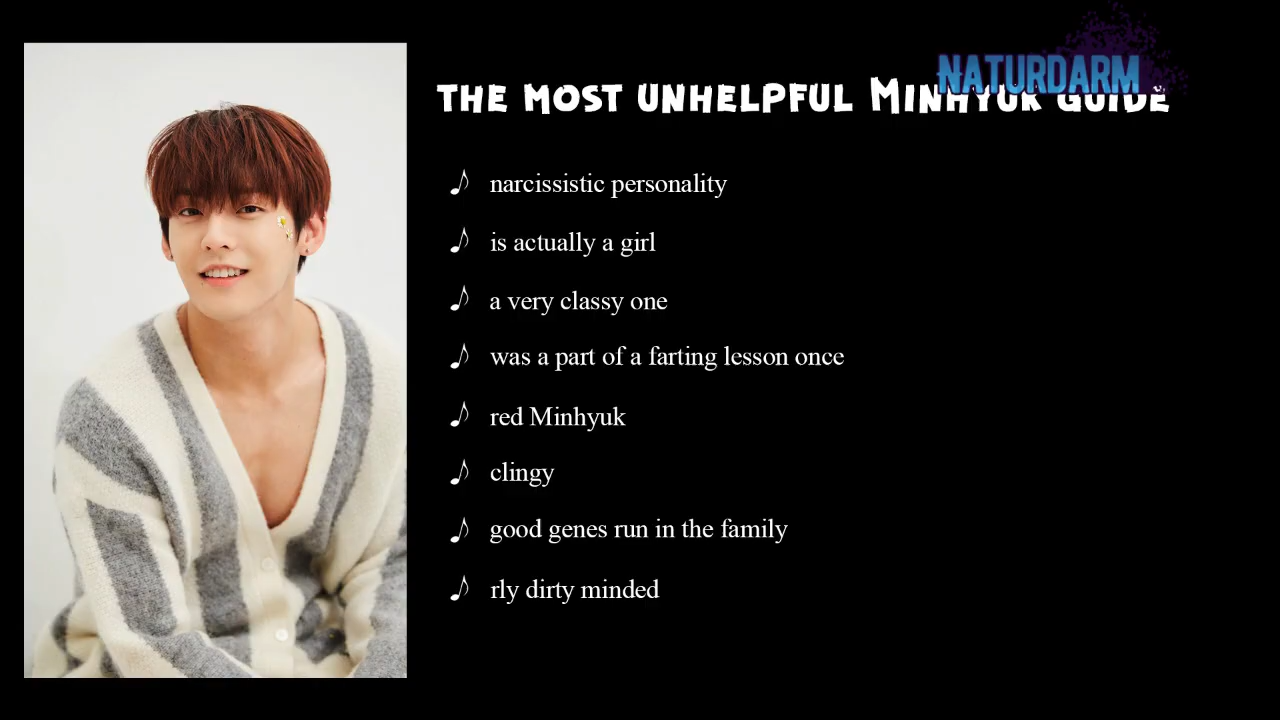 NATURDARM
THE MOST UNHELPFUL MINHYUK GUIDE
narcissistic personality
is actually a girl
a very classy one
was a part of a farting lesson once
red Minhyuk
clingy
good genes run in the family
rly dirty minded